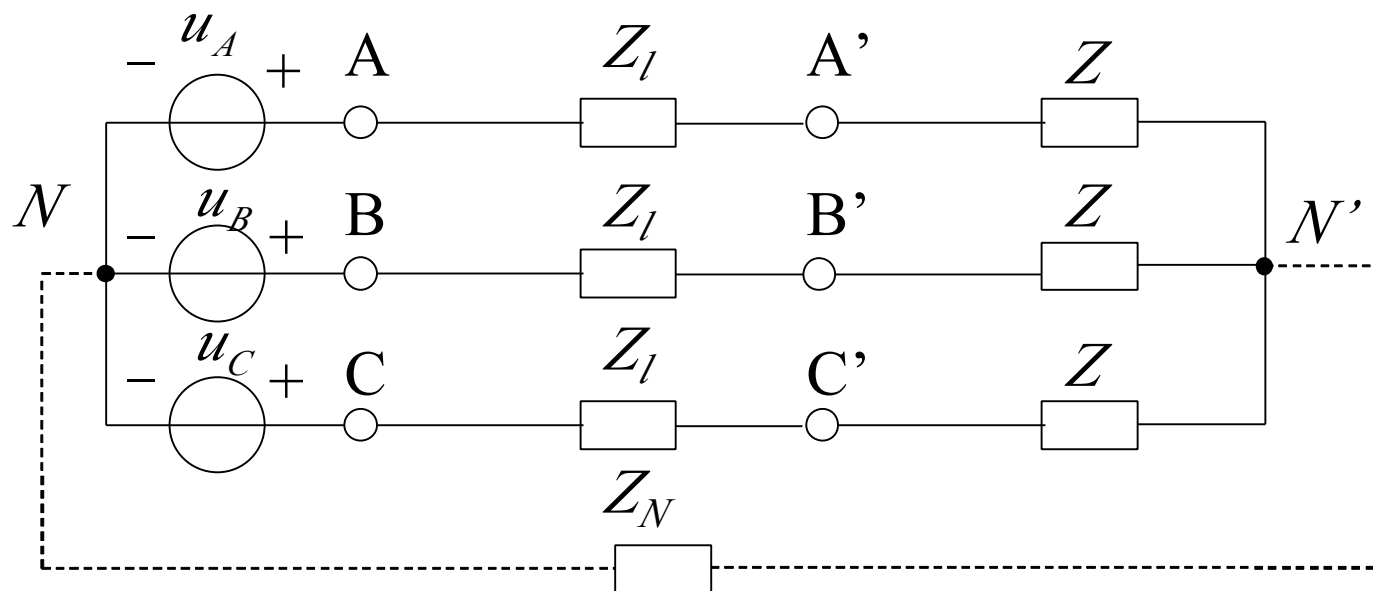 u_A
− + A Z_l A’ Z
N
u_B
− + B Z_l B’ Z
N’
u_C
− + C Z_l C’ Z
Z_N